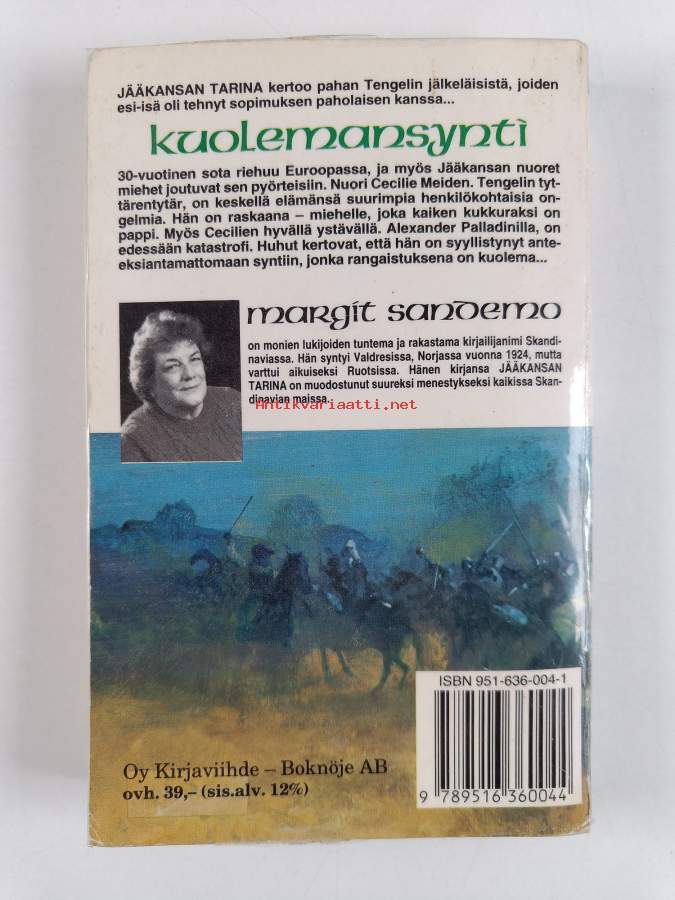 JÄÄKANSAN TARINA kertoo pahan Tengelin jälkeläisistä, joiden
esi-isä oli tehnyt sopimuksen paholaisen kanssa...
kuolemansynti
30-vuotinen sota riehuu Euroopassa, ja myös Jääkansan nuoret
miehet joutuvat sen pyörteisiin. Nuori Cecilie Meiden. Tengelin tyt-
tärentytär, on keskellä elämänsä suurimpia henkilökohtaisia on-
gelmia. Hän on raskaana – miehelle, joka kaiken kukkuraksi on
pappi. Myös Cecilien hyvällä ystävällä. Alexander Palladinilla, on
edessään katastrofi. Huhut kertovat, että hän on syyllistynyt ante-
eksiantamattomaan syntiin, jonka rangaistuksena on kuolema...
margit sandemo
on monien lukijoiden tuntema ja rakastama kirjailijanimi Skandi-
naviassa. Hän syntyi Valdresissa, Norjassa vuonna 1924, mutta
varttui aikuiseksi Ruotsissa. Hänen kirjansa JÄÄKANSAN
TARINA on muodostunut suureksi menestykseksi kaikissa Skan-
dinavian maissa.
Antikvariaatti.net
ISBN 951-636-004-1
9 789516 360044
Oy Kirjaviihde – Boknöje AB
ovh. 39,– (sis.alv. 12%)